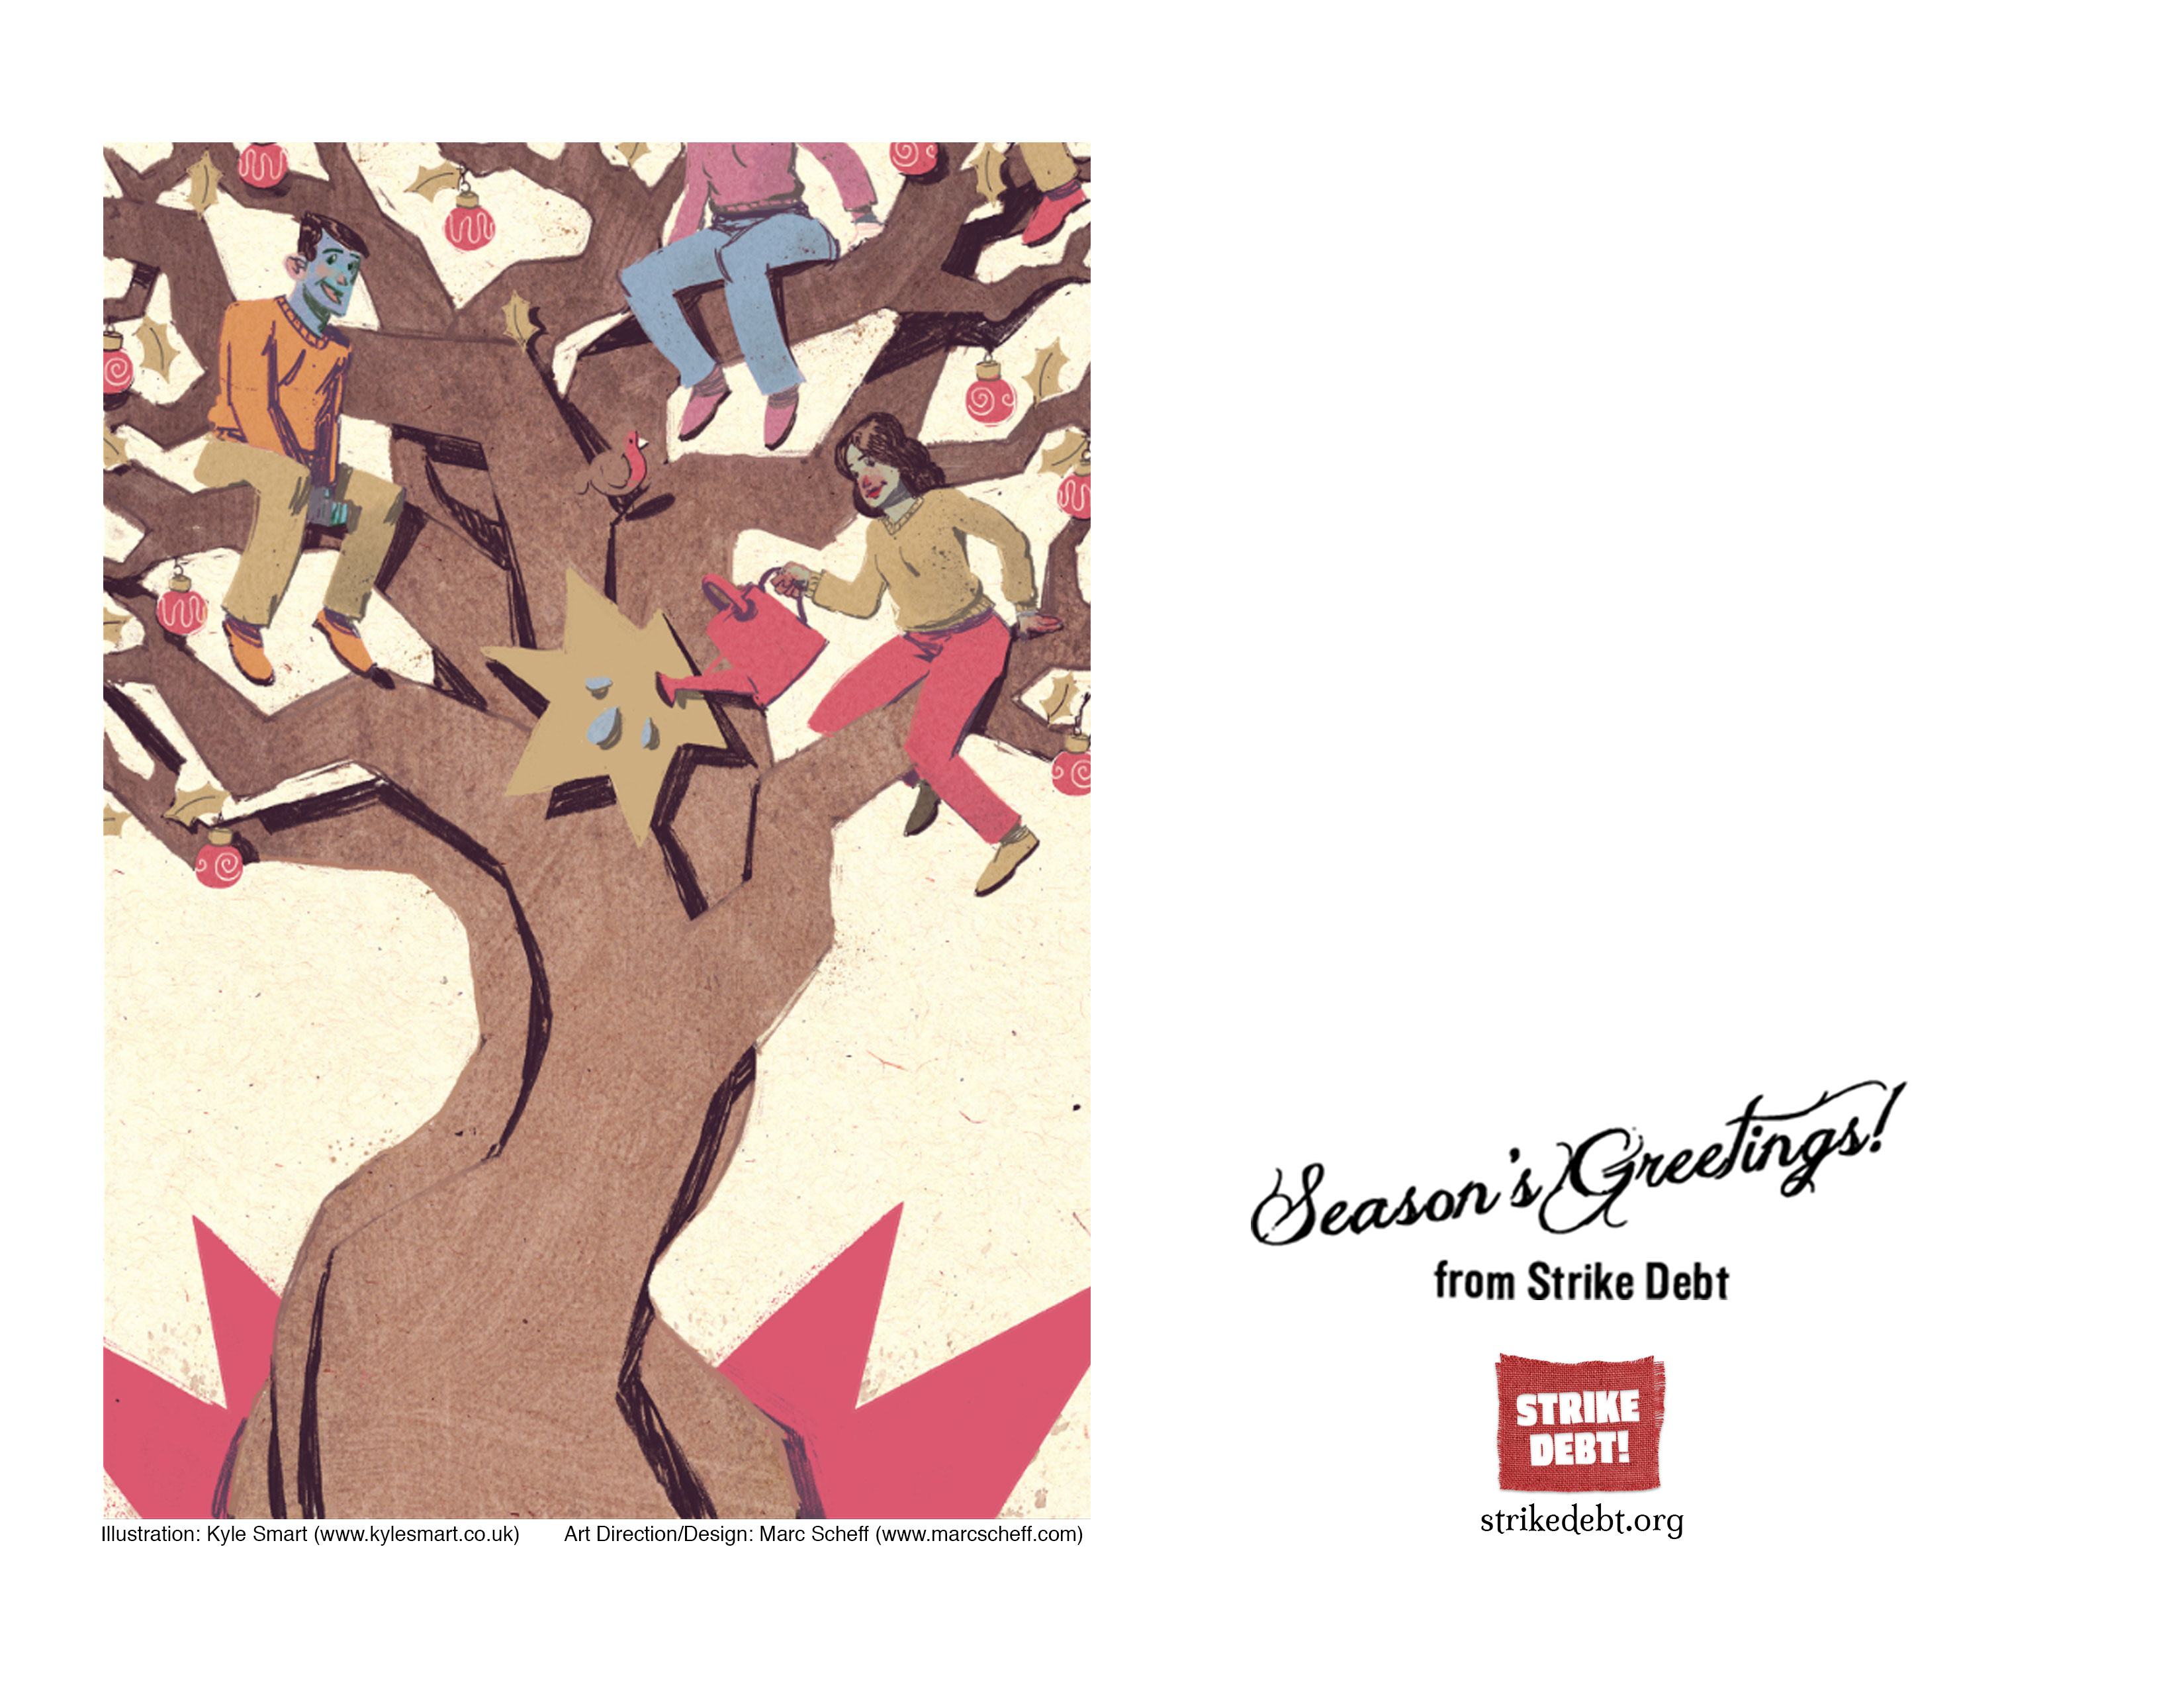 Season's Greetings!
from Strike Debt
STRIKE
DEBT!
strikedebt.org
Illustration: Kyle Smart (www.kylesmart.co.uk) Art Direction/Design: Marc Scheff (www.marcscheff.com)